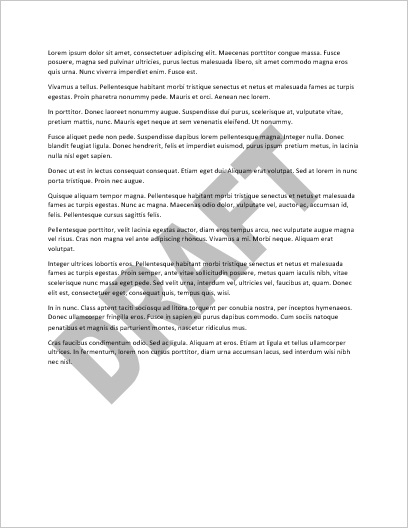 Lorem ipsum dolor sit amet, consectetuer adipiscing elit. Maecenas porttitor congue massa. Fusce
posuere, magna sed pulvinar ultricies, purus lectus malesuada libero, sit amet commodo magna eros
quis urna. Nunc viverra imperdiet enim. Fusce est.
Vivamus a tellus. Pellentesque habitant morbi tristique senectus et netus et malesuada fames ac turpis
egestas. Proin pharetra nonummy pede. Mauris et orci. Aenean nec lorem.
In porttitor. Donec laoreet nonummy augue. Suspendisse dui purus, scelerisque at, vulputate vitae,
pretium mattis, nunc. Mauris eget neque at sem venenatis eleifend. Ut nonummy.
Fusce aliquet pede non pede. Suspendisse dapibus lorem pellentesque magna. Integer nulla. Donec
blandit feugiat ligula. Donec hendrerit, felis et imperdiet euismod, purus ipsum pretium metus, in lacinia
nulla nisl eget sapien.
Donec ut est in lectus consequat consequat. Etiam eget dui. Aliquam erat volutpat. Sed at lorem in nunc
porta tristique. Proin nec augue.
Quisque aliquam tempor magna. Pellentesque habitant morbi tristique senectus et netus et malesuada
fames ac turpis egestas. Nunc ac magna. Maecenas odio dolor, vulputate vel, auctor ac, accumsan id,
felis. Pellentesque cursus sagittis felis.
Pellentesque porttitor, velit lacinia egestas auctor, diam eros tempus arcu, nec vulputate augue magna
vel risus. Cras non magna vel ante adipiscing rhoncus. Vivamus a mi. Morbi neque. Aliquam erat
volutpat.
Integer ultrices lobortis eros. Pellentesque habitant morbi tristique senectus et netus et malesuada
fames ac turpis egestas. Proin semper, ante vitae sollicitudin posuere, metus quam iaculis nibh, vitae
scelerisque nunc massa eget pede. Sed velit urna, interdum vel, ultricies vel, faucibus at, quam. Donec
elit est, consectetuer eget, consequat quis, tempus quis, wisi.
In in nunc. Class aptent taciti sociosqu ad litora torquent per conubia nostra, per inceptos hymenaeos.
Donec ullamcorper fringilla eros. Fusce in sapien eu purus dapibus commodo. Cum sociis natoque
penatibus et magnis dis parturient montes, nascetur ridiculus mus.
Cras faucibus condimentum odio. Sed ac ligula. Aliquam at eros. Etiam at ligula et tellus ullamcorper
ultrices. In fermentum, lorem non cursus porttitor, diam urna accumsan lacus, sed interdum wisi nibh
nec nisl.
DRAFT